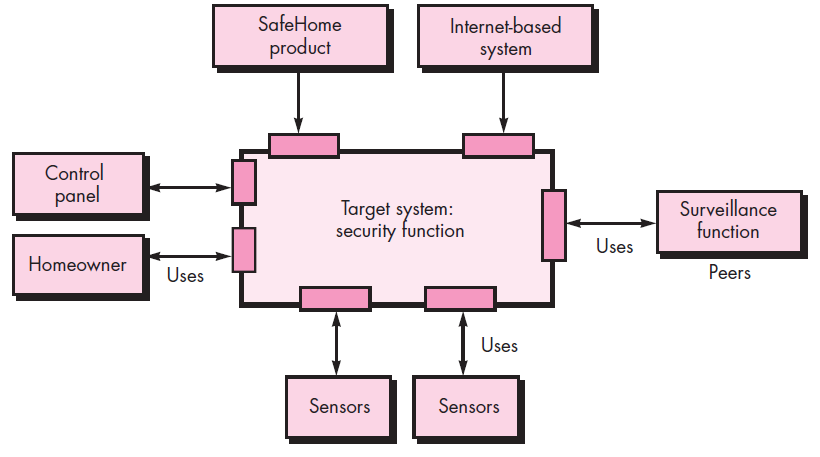 SafeHome
product
Internet-based
system
Control
panel
Target system:
security function
Surveillance
function
Homeowner
Uses
Uses
Peers
Uses
Sensors
Sensors